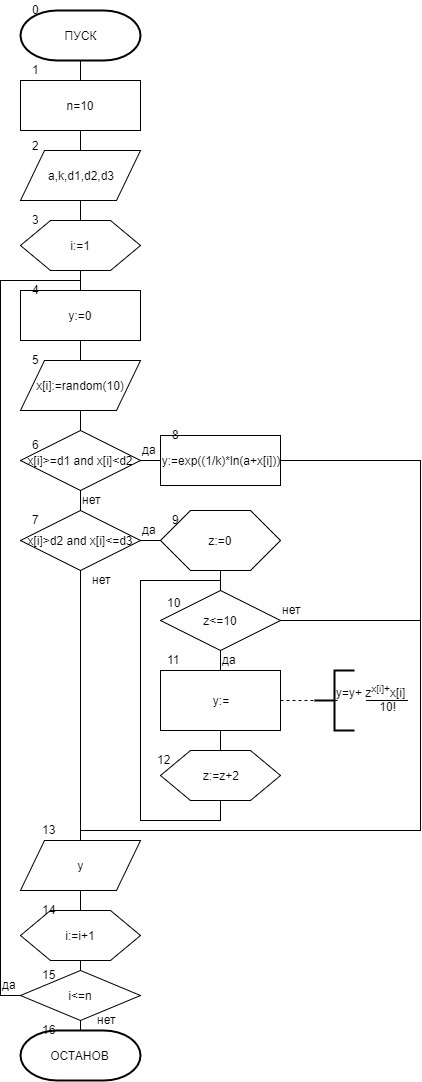 0
ПУСК
1
n=10
2
a,k,d1,d2,d3
3
i:=1
4
y:=0
5
x[i]:=random(10)
6
x[i]>=d1 and x[i]<d2
да
8
y:=exp((1/k)*ln(a+x[i]))
нет
7
x[i]>d2 and x[i]<=d3
да
9
z:=0
нет
10
z<=10
нет
да
11
y:=
y=y+ z^x[i]+x[i]
10!
12
z:=z+2
13
y
14
i:=i+1
15
i<=n
да
нет
16
ОСТАНОВ